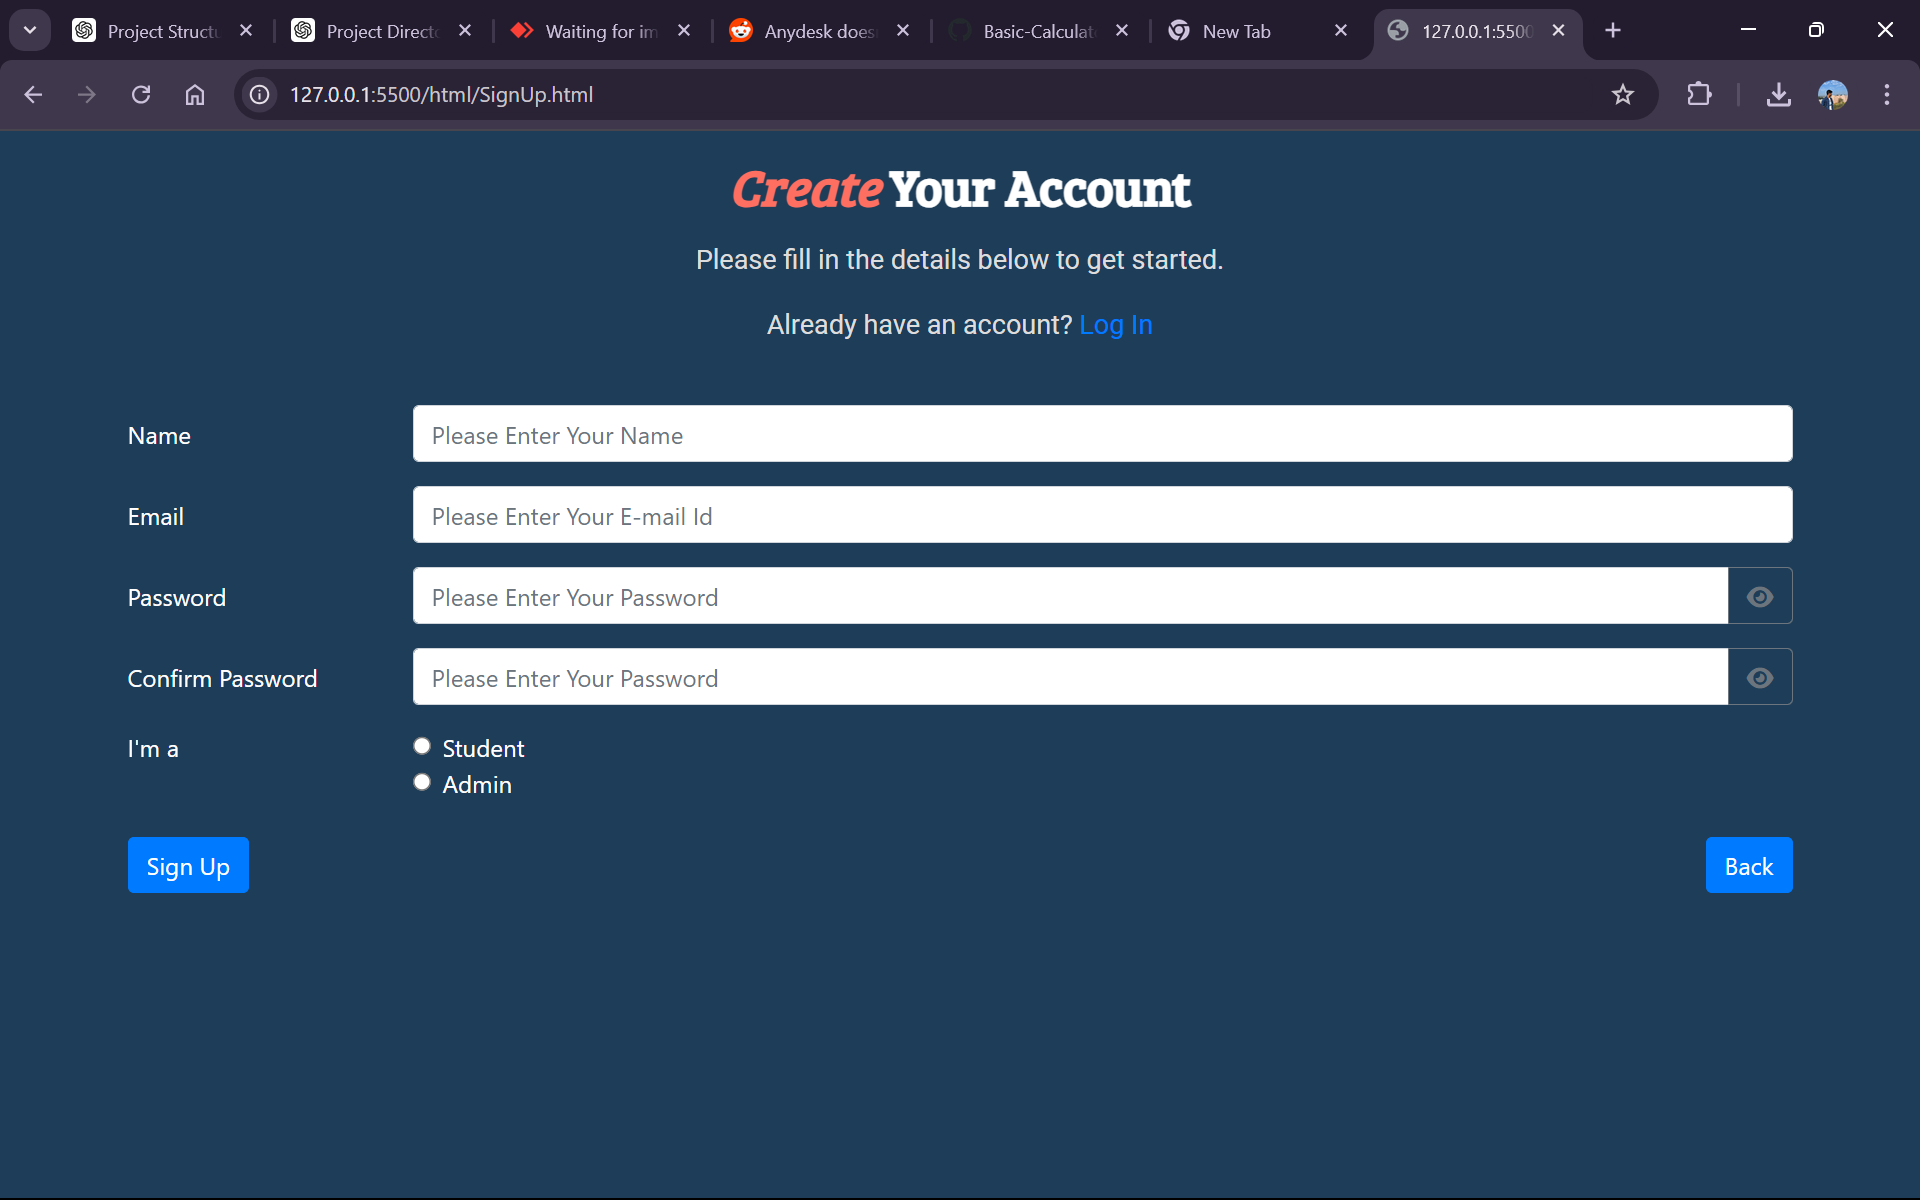 Project Structu
Project Directo
Waiting for im
Anydesk does
Basic-Calculat
New Tab
127.0.0.1:5500
127.0.0.1:5500/html/SignUp.html
Create Your Account
Please fill in the details below to get started.
Already have an account? Log In
Name
Please Enter Your Name
Email
Please Enter Your E-mail Id
Password
Please Enter Your Password
Confirm Password
Please Enter Your Password
I'm a
Student
Admin
Sign Up
Back